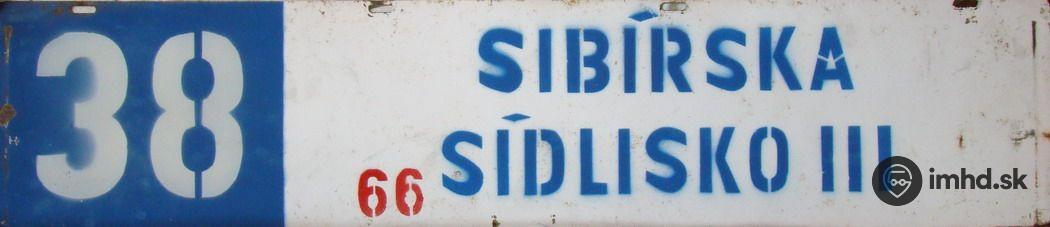 38
SIBÍRSKA
SÍDLISKO III
66
imhd.sk